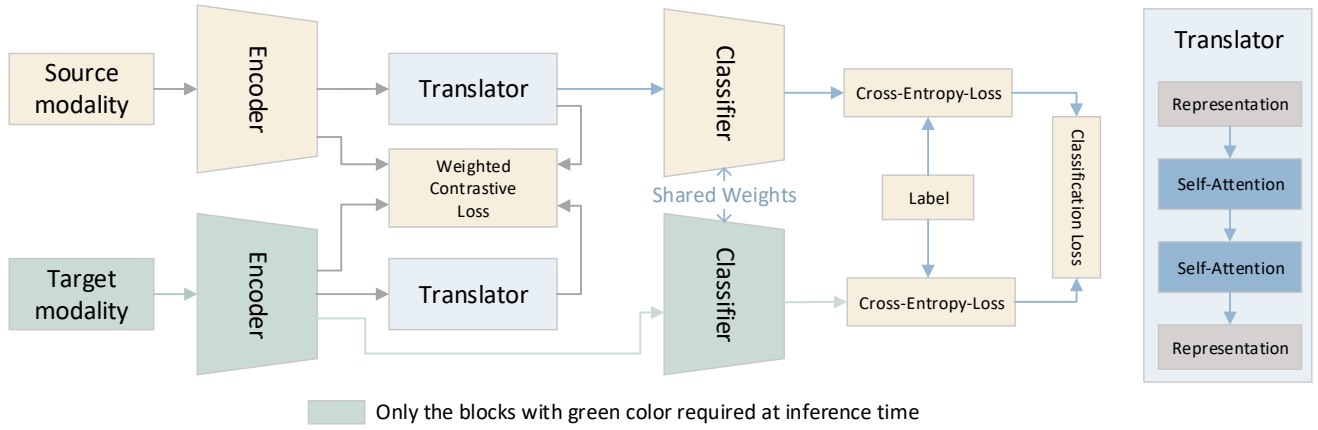 Source
modality
Encoder
Translator
Weighted
Contrastive
Loss
Classifier
Shared Weights
Cross-Entropy-Loss
Label
Classification Loss
Target
modality
Encoder
Translator
Classifier
Cross-Entropy-Loss
Translator
Representation
Self-Attention
Self-Attention
Representation
Only the blocks with green color required at inference time